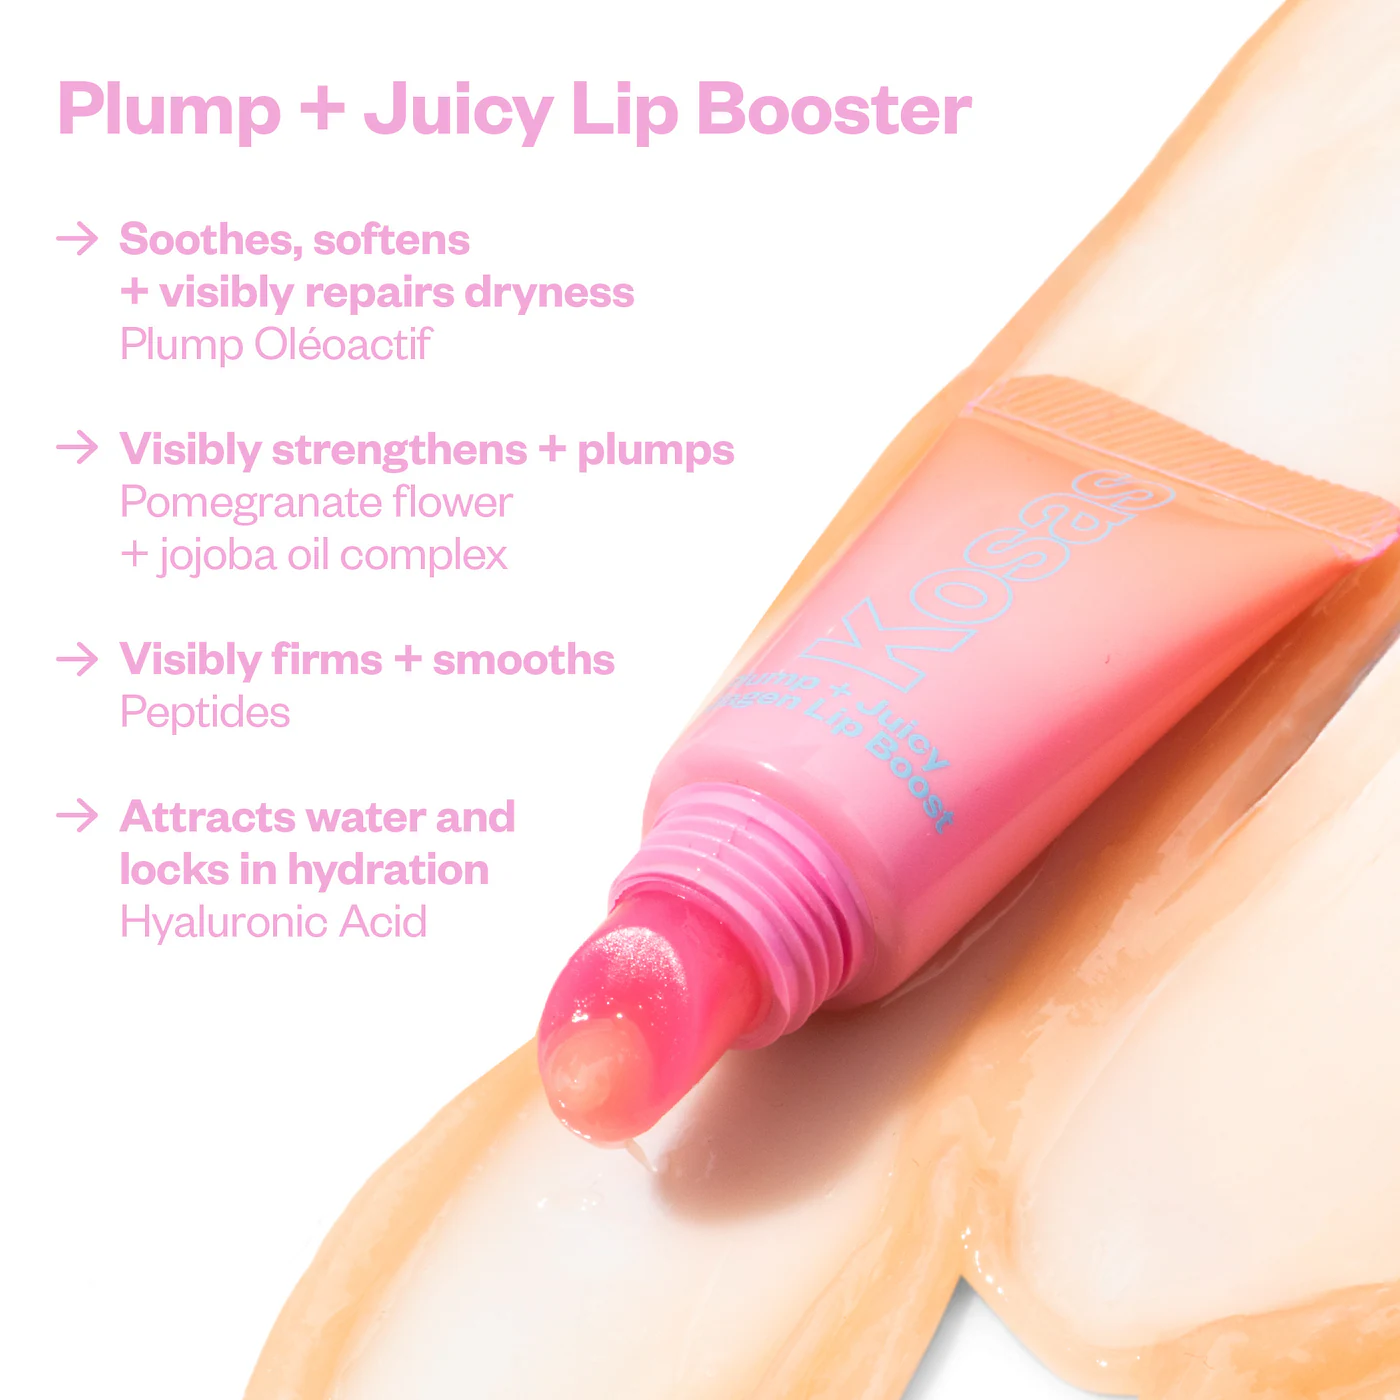 Plump + Juicy Lip Booster
Soothes, softens
+ visibly repairs dryness
Plump Oléoactif
Visibly strengthens + plumps
Pomegranate flower
+ jojoba oil complex
Visibly firms + smooths
Peptides
Attracts water and
locks in hydration
Hyaluronic Acid
Kosas
+ Juicy
Lip Boost